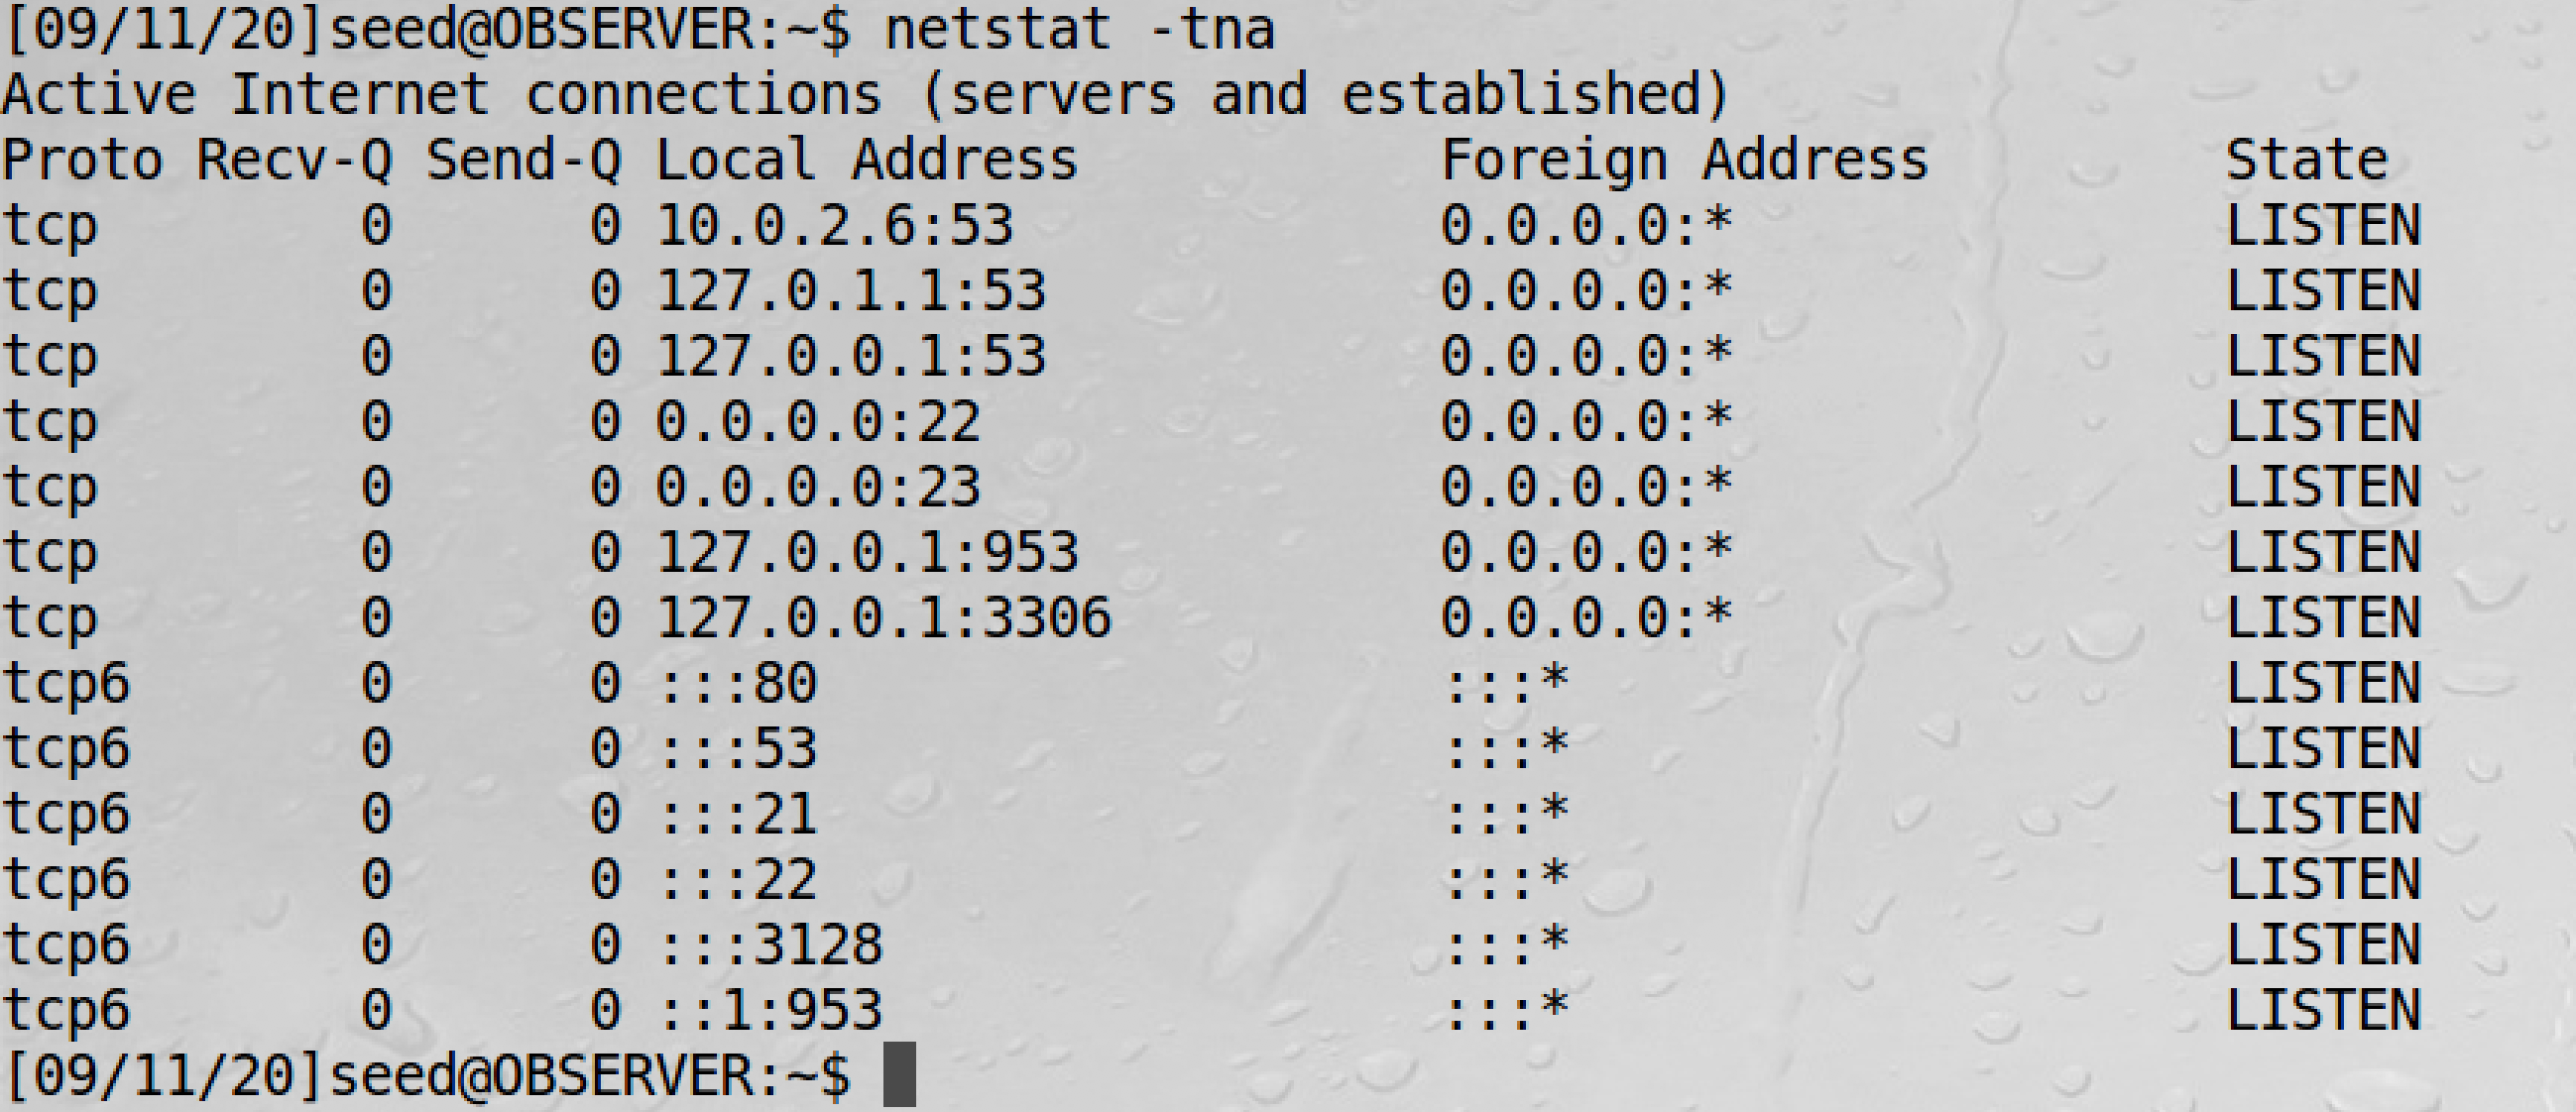 [09/11/20]seed@OBSERVER:~$ netstat -tna
Active Internet connections (servers and established)
Proto Recv-Q Send-Q Local Address           Foreign Address         State
tcp        0      0 10.0.2.6:53             0.0.0.0:*               LISTEN
tcp        0      0 127.0.1.1:53            0.0.0.0:*               LISTEN
tcp        0      0 127.0.0.1:53            0.0.0.0:*               LISTEN
tcp        0      0 0.0.0.0:22              0.0.0.0:*               LISTEN
tcp        0      0 0.0.0.0:23              0.0.0.0:*               LISTEN
tcp        0      0 127.0.0.1:953           0.0.0.0:*               LISTEN
tcp        0      0 127.0.0.1:3306          0.0.0.0:*               LISTEN
tcp6       0      0 :::80                   :::*                    LISTEN
tcp6       0      0 :::53                   :::*                    LISTEN
tcp6       0      0 :::21                   :::*                    LISTEN
tcp6       0      0 :::22                   :::*                    LISTEN
tcp6       0      0 :::3128                 :::*                    LISTEN
tcp6       0      0 ::1:953                 :::*                    LISTEN
[09/11/20]seed@OBSERVER:~$